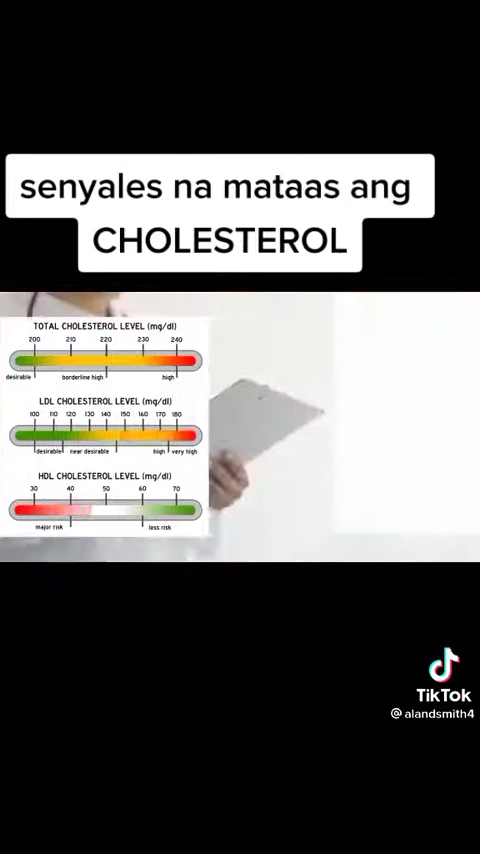 senyales na mataas ang
CHOLESTEROL
TOTAL CHOLESTEROL LEVEL (mg/dl)
200 210 220 230 240
desirable borderline high high
LDL CHOLESTEROL LEVEL (mg/dl)
100 110 120 130 140 150 160 170 180
desirable near desirable high very high
HDL CHOLESTEROL LEVEL (mg/dl)
30 40 50 60 70
major risk less risk
TikTok
@alandsmith4